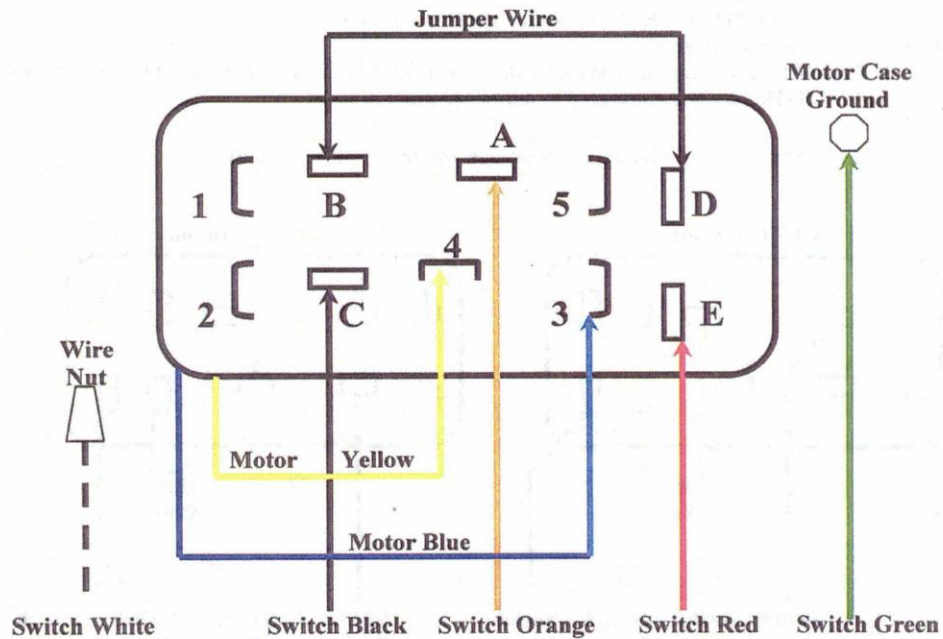 Jumper Wire
Motor Case
Ground
A
1
B
5
D
4
2
C
3
E
Wire
Nut
Motor Yellow
Motor Blue
Switch White
Switch Black
Switch Orange
Switch Red
Switch Green